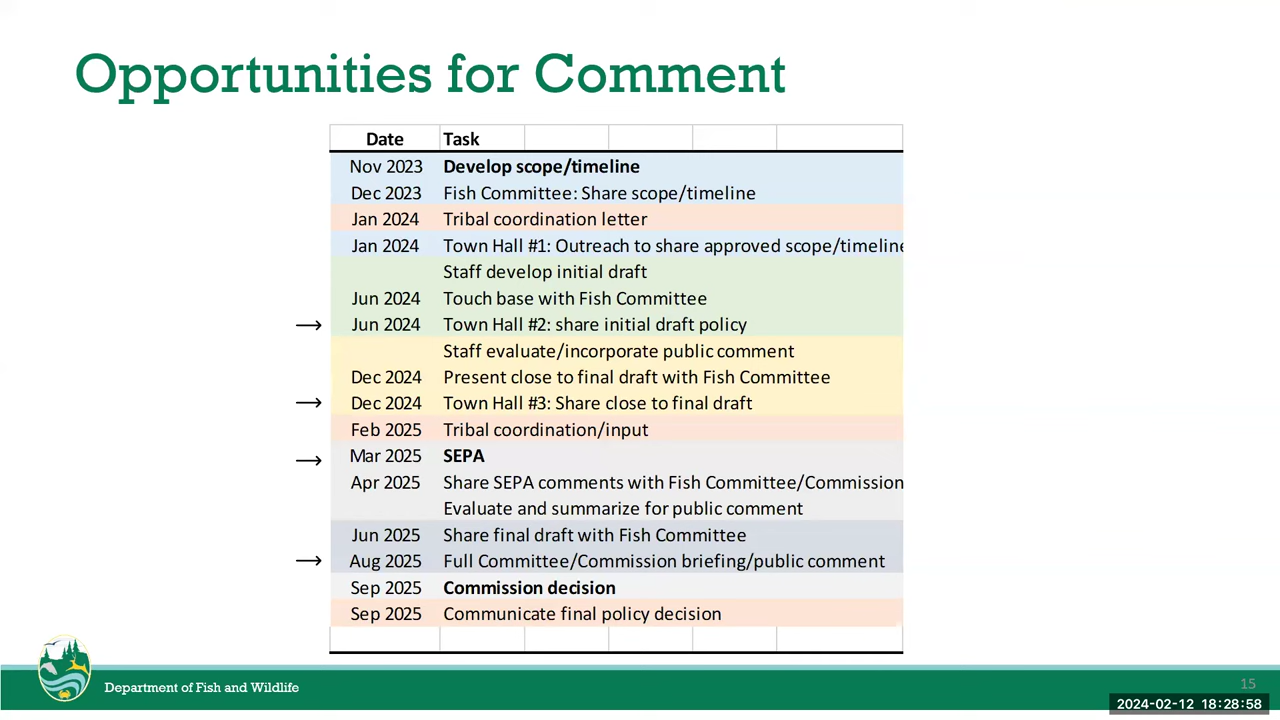 Opportunities for Comment
Date Task
Nov 2023 Develop scope/timeline
Dec 2023 Fish Committee: Share scope/timeline
Jan 2024 Tribal coordination letter
Jan 2024 Town Hall #1: Outreach to share approved scope/timeline
Staff develop initial draft
Jun 2024 Touch base with Fish Committee
→ Jun 2024 Town Hall #2: share initial draft policy
Staff evaluate/incorporate public comment
Dec 2024 Present close to final draft with Fish Committee
→ Dec 2024 Town Hall #3: Share close to final draft
Feb 2025 Tribal coordination/input
→ Mar 2025 SEPA
Apr 2025 Share SEPA comments with Fish Committee/Commission
Evaluate and summarize for public comment
Jun 2025 Share final draft with Fish Committee
→ Aug 2025 Full Committee/Commission briefing/public comment
Sep 2025 Commission decision
Sep 2025 Communicate final policy decision
Department of Fish and Wildlife
15
2024-02-12 18:28:58